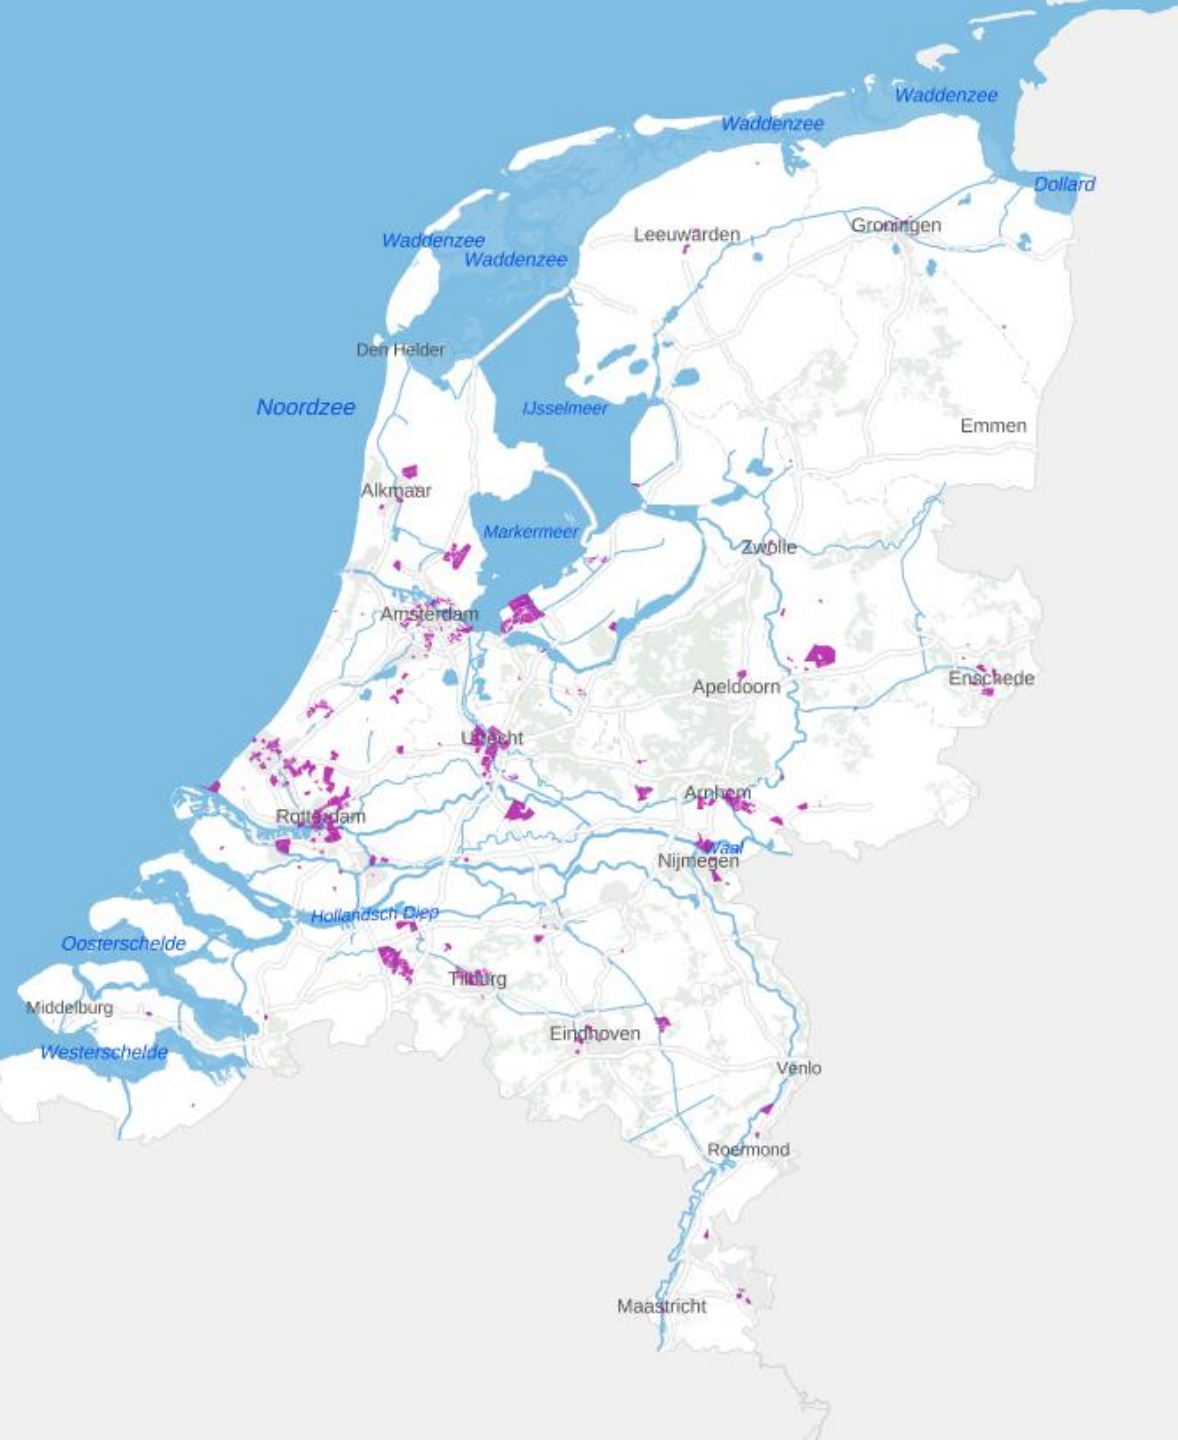 Waddenzee
Waddenzee
Dollard
Groningen
Leeuwarden
Waddenzee
Waddenzee
Den Helder
Noordzee
IJsselmeer
Emmen
Alkmaar
Markermeer
Zwolle
Amsterdam
Enschede
Apeldoorn
Utrecht
Arnhem
Rotterdam
Waal
Nijmegen
Hollandsch Diep
Oosterschelde
Tilburg
Middelburg
Eindhoven
Westerschelde
Venlo
Roermond
Maastricht